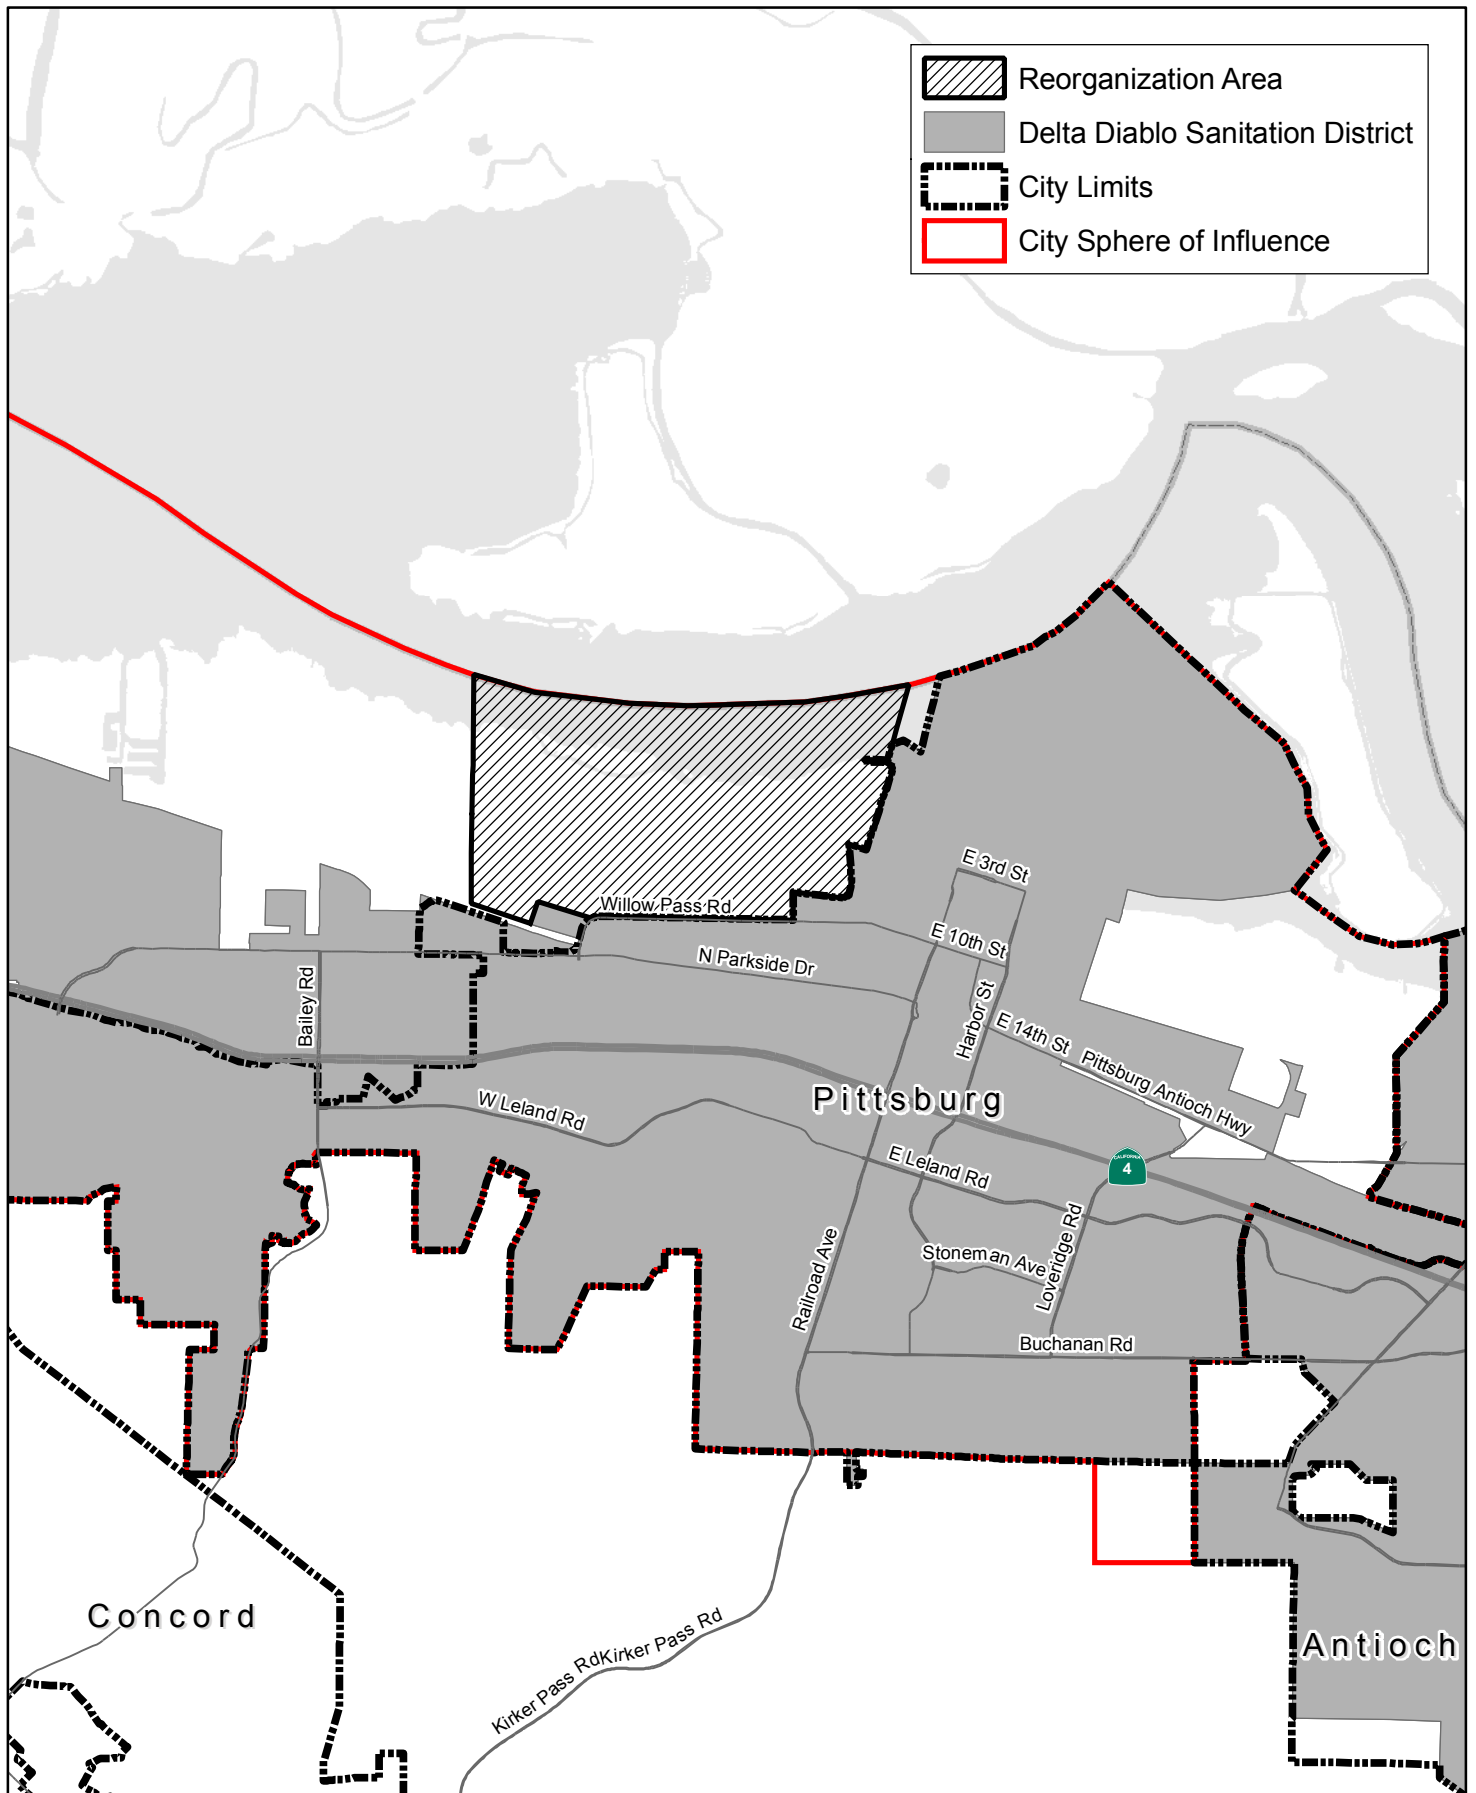 Reorganization Area
Delta Diablo Sanitation District
City Limits
City Sphere of Influence
E 3rd St
Willow Pass Rd
E 10th St
N Parkside Dr
Bailey Rd
Harbor St
E 14th St
Pittsburg Antioch Hwy
Pittsburg
W Leland Rd
CALIFORNIA
4
E Leland Rd
Railroad Ave
Stoneman Ave
Loveridge Rd
Buchanan Rd
Concord
Kirker Pass Rd
Kirker Pass Rd
Antioch